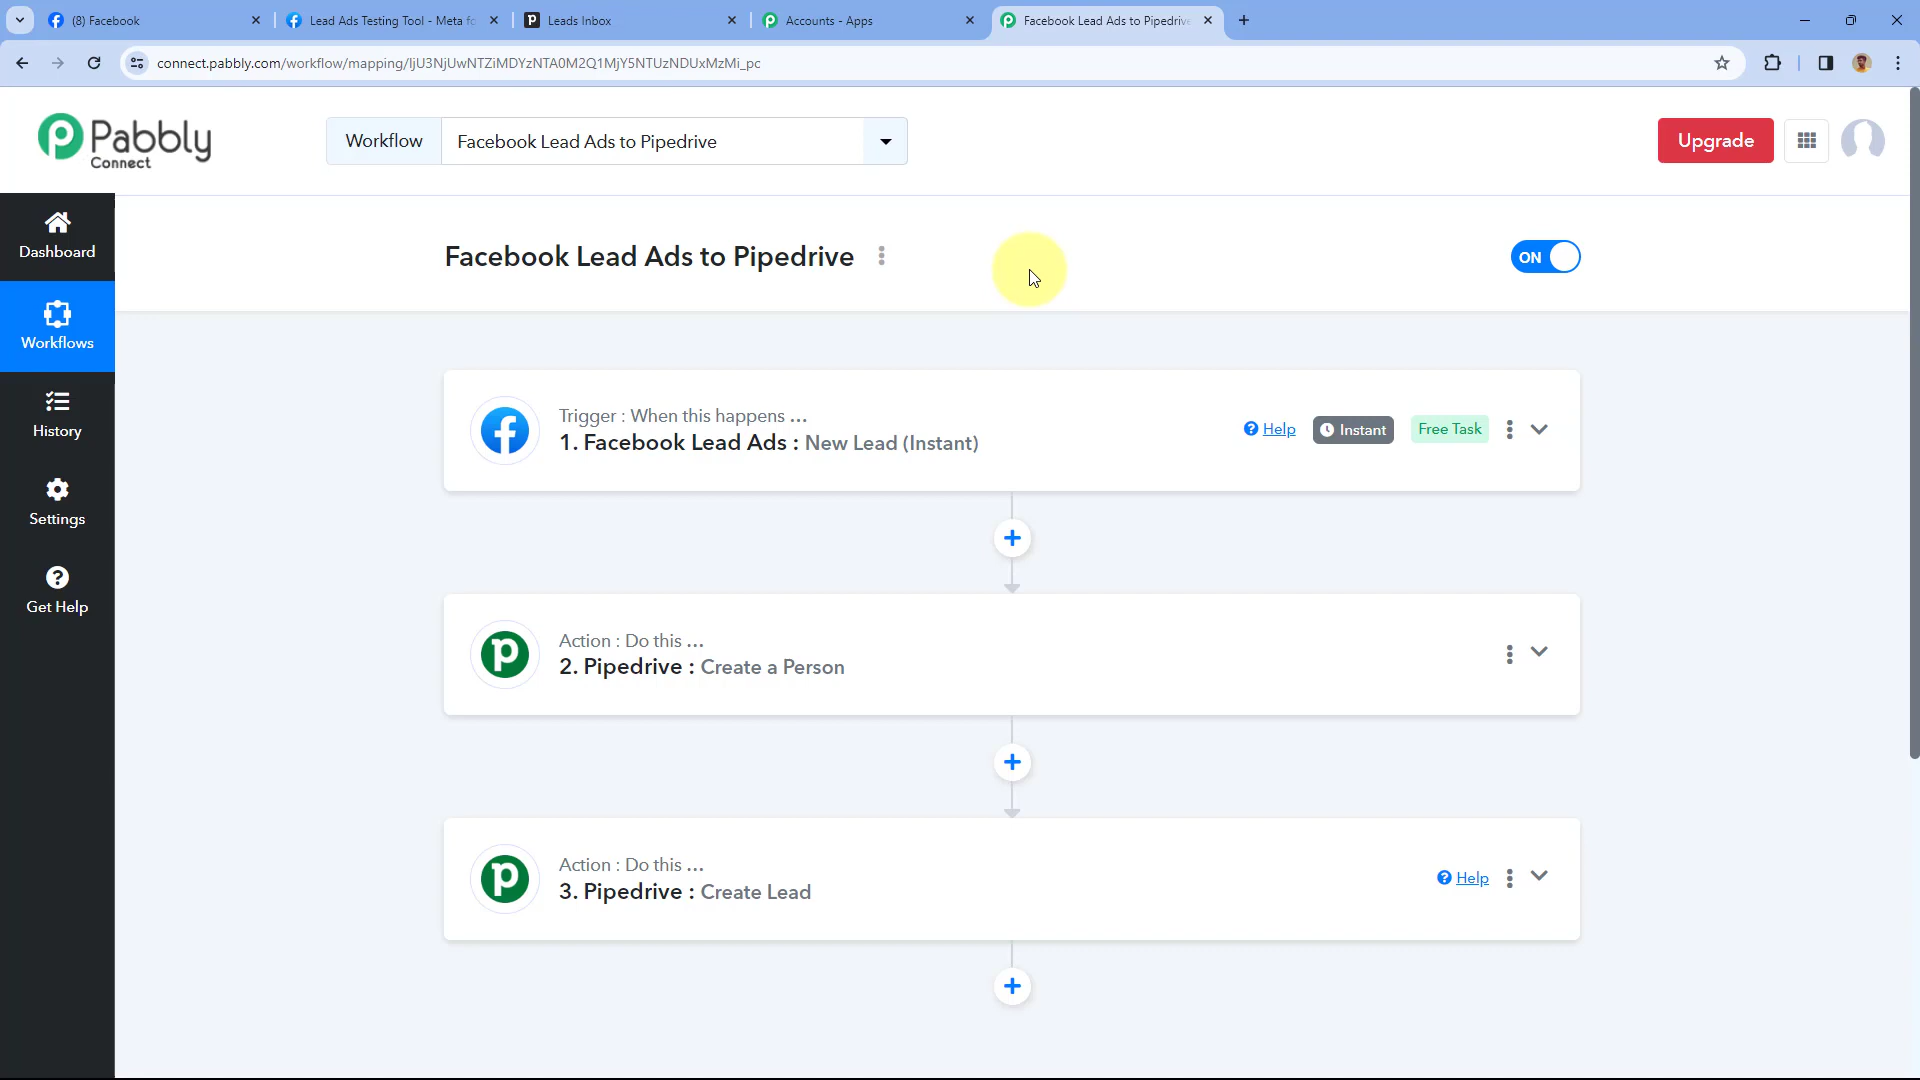 (8) Facebook
Lead Ads Testing Tool - Meta fo
Leads Inbox
Accounts - Apps
Facebook Lead Ads to Pipedrive
connect.pabbly.com/workflow/mapping/IjU3NjUwNTZiMDYzNTA0M2Q1MjY5NTUzNDUxMzMi_pc
Pabbly
Connect
Workflow
Facebook Lead Ads to Pipedrive
Upgrade
Dashboard
Workflows
History
Settings
Get Help
Facebook Lead Ads to Pipedrive
ON
Trigger : When this happens ...
1. Facebook Lead Ads : New Lead (Instant)
Help
Instant
Free Task
Action : Do this ...
2. Pipedrive : Create a Person
Action : Do this ...
3. Pipedrive : Create Lead
Help